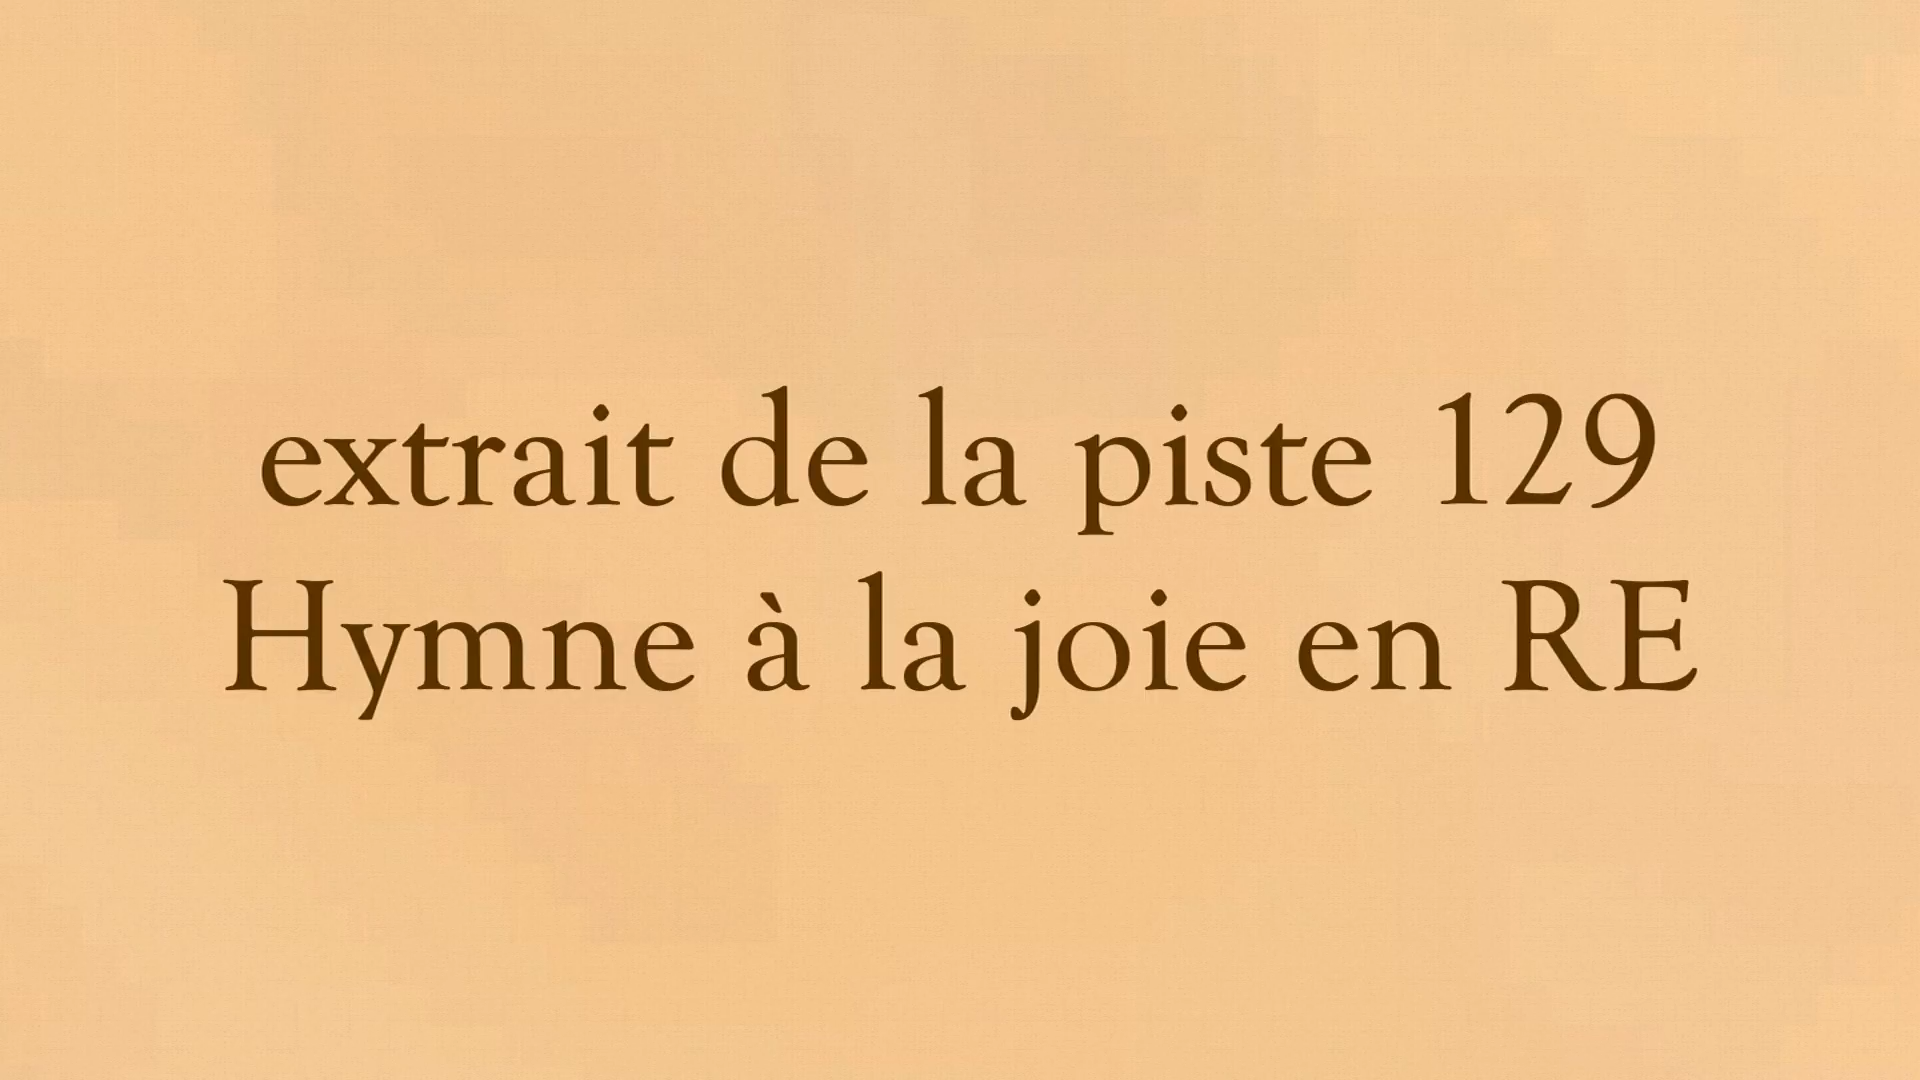 extrait de la piste 129
Hymne à la joie en RE